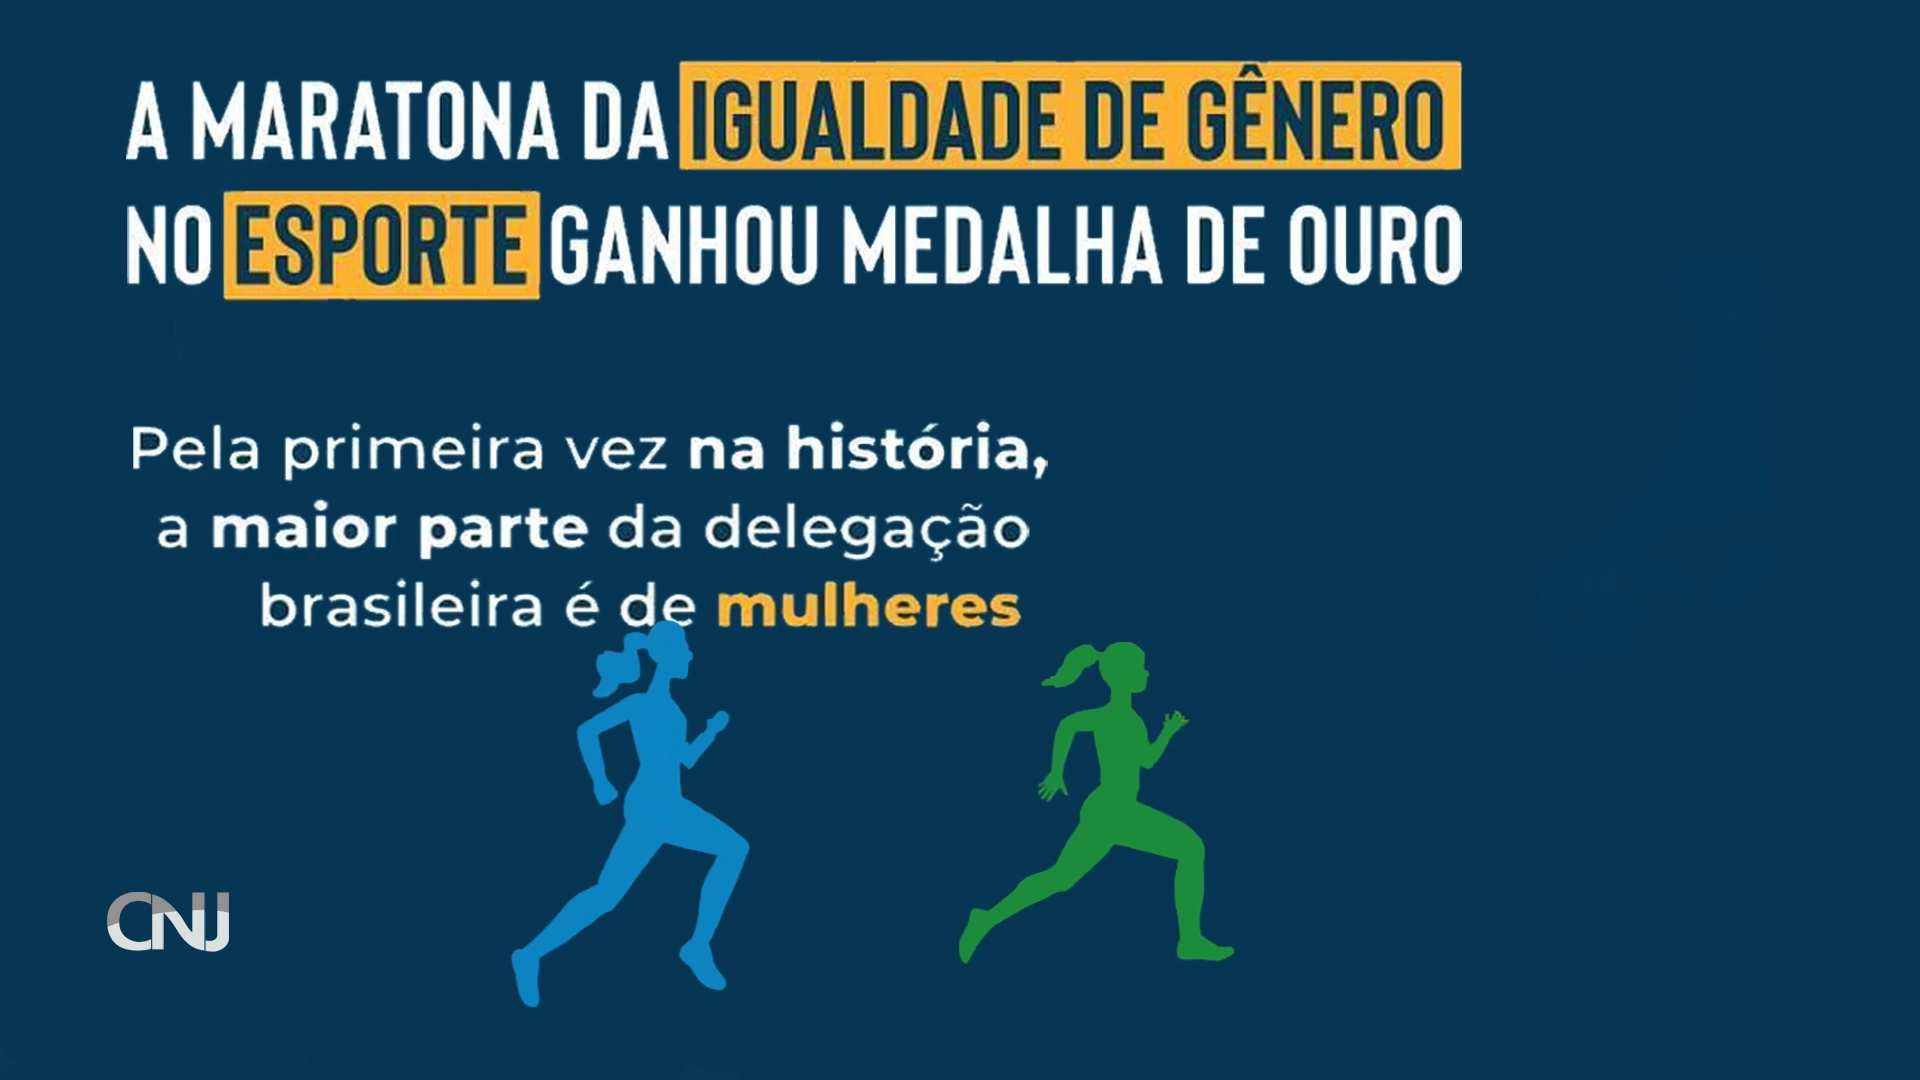 A MARATONA DA IGUALDADE DE GÊNERO
NO ESPORTE GANHOU MEDALHA DE OURO
Pela primeira vez na história,
a maior parte da delegação
brasileira é de mulheres
CNJ